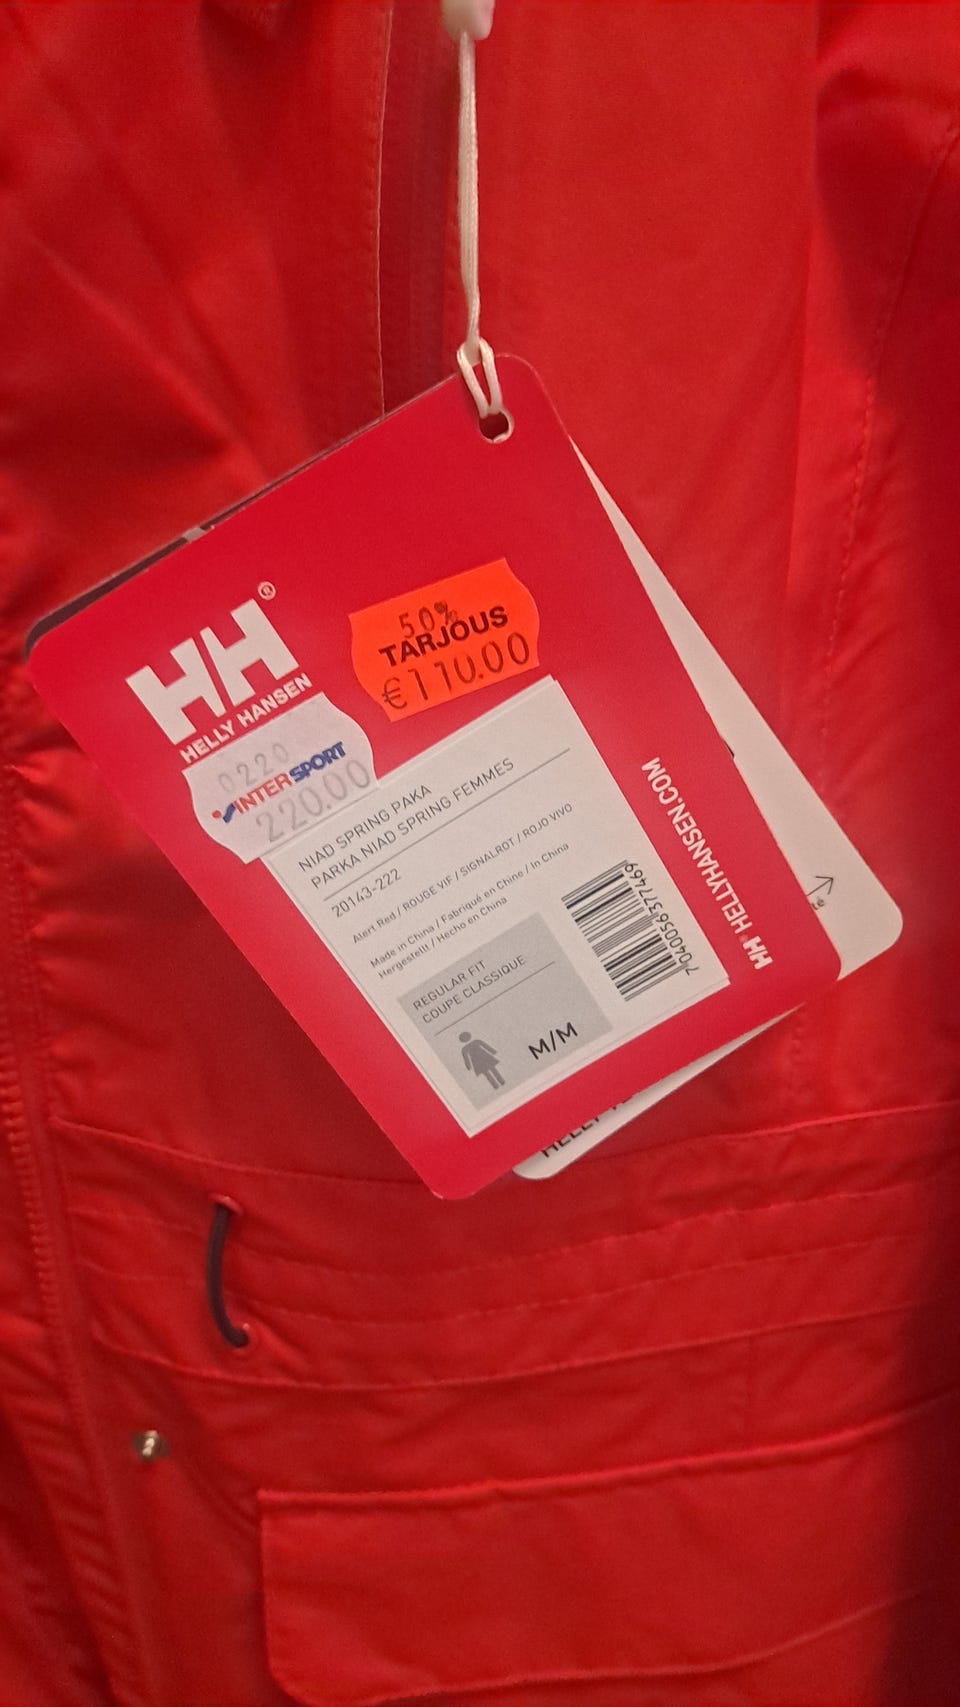 H/H®
HELLY HANSEN
50%
TARJOUS
€110.00
0220
INTERSPORT
220.00
NIAD SPRING PAKA
PARKA NIAD SPRING FEMMES
20143-222
Alert Red / ROUGE VIF / SIGNALROT / ROJO VIVO
Made in China / Fabriqué en Chine / In China
Hergestellt / Hecho en China
REGULAR FIT
COUPE CLASSIQUE
M/M
7040056377469
H/H® HELLYHANSEN.COM